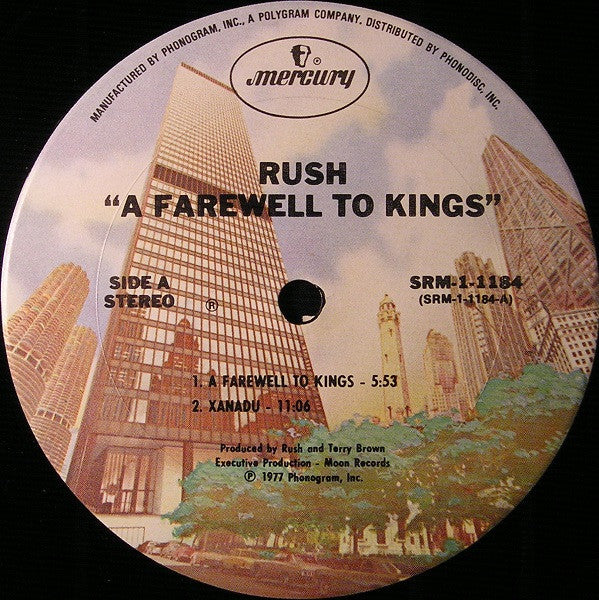 MANUFACTURED BY PHONOGRAM, INC., A POLYGRAM COMPANY. DISTRIBUTED BY PHONODISC, INC.
®
mercury
RUSH
"A FAREWELL TO KINGS"
SIDE A
STEREO
®
SRM-1-1184
(SRM-1-1184-A)
1. A FAREWELL TO KINGS - 5:53
2. XANADU - 11:06
Produced by Rush and Terry Brown
Executive Production - Moon Records
℗ 1977 Phonogram, Inc.